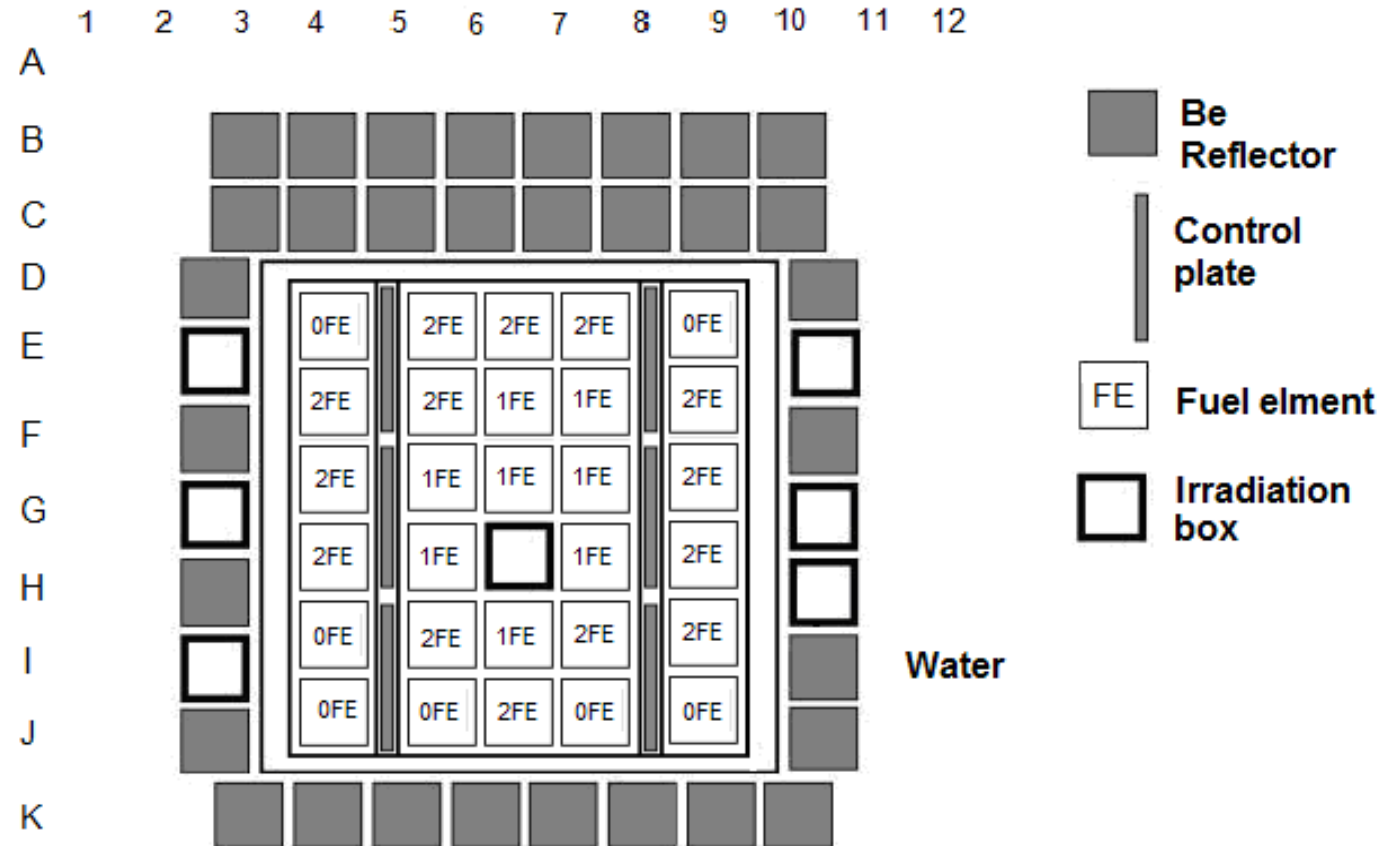 1 2 3 4 5 6 7 8 9 10 11 12
A
B
C
D
E
F
G
H
I
J
K
0FE 2FE 2FE 2FE 0FE
2FE 2FE 1FE 1FE 2FE
2FE 1FE 1FE 1FE 2FE
2FE 1FE 1FE 2FE
0FE 2FE 1FE 2FE 2FE
0FE 0FE 2FE 0FE 0FE
Be
Reflector
Control
plate
FE Fuel elment
Irradiation
box
Water